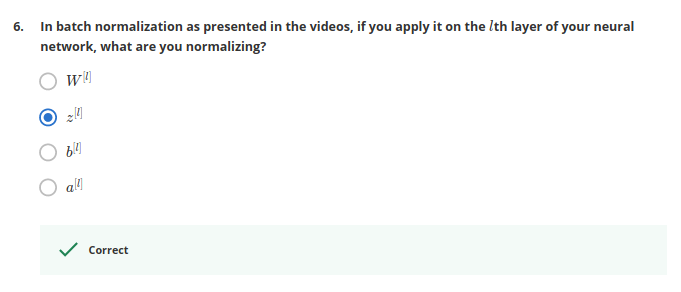 6. In batch normalization as presented in the videos, if you apply it on the lth layer of your neural
network, what are you normalizing?
W[l]
z[l]
b[l]
a[l]
Correct